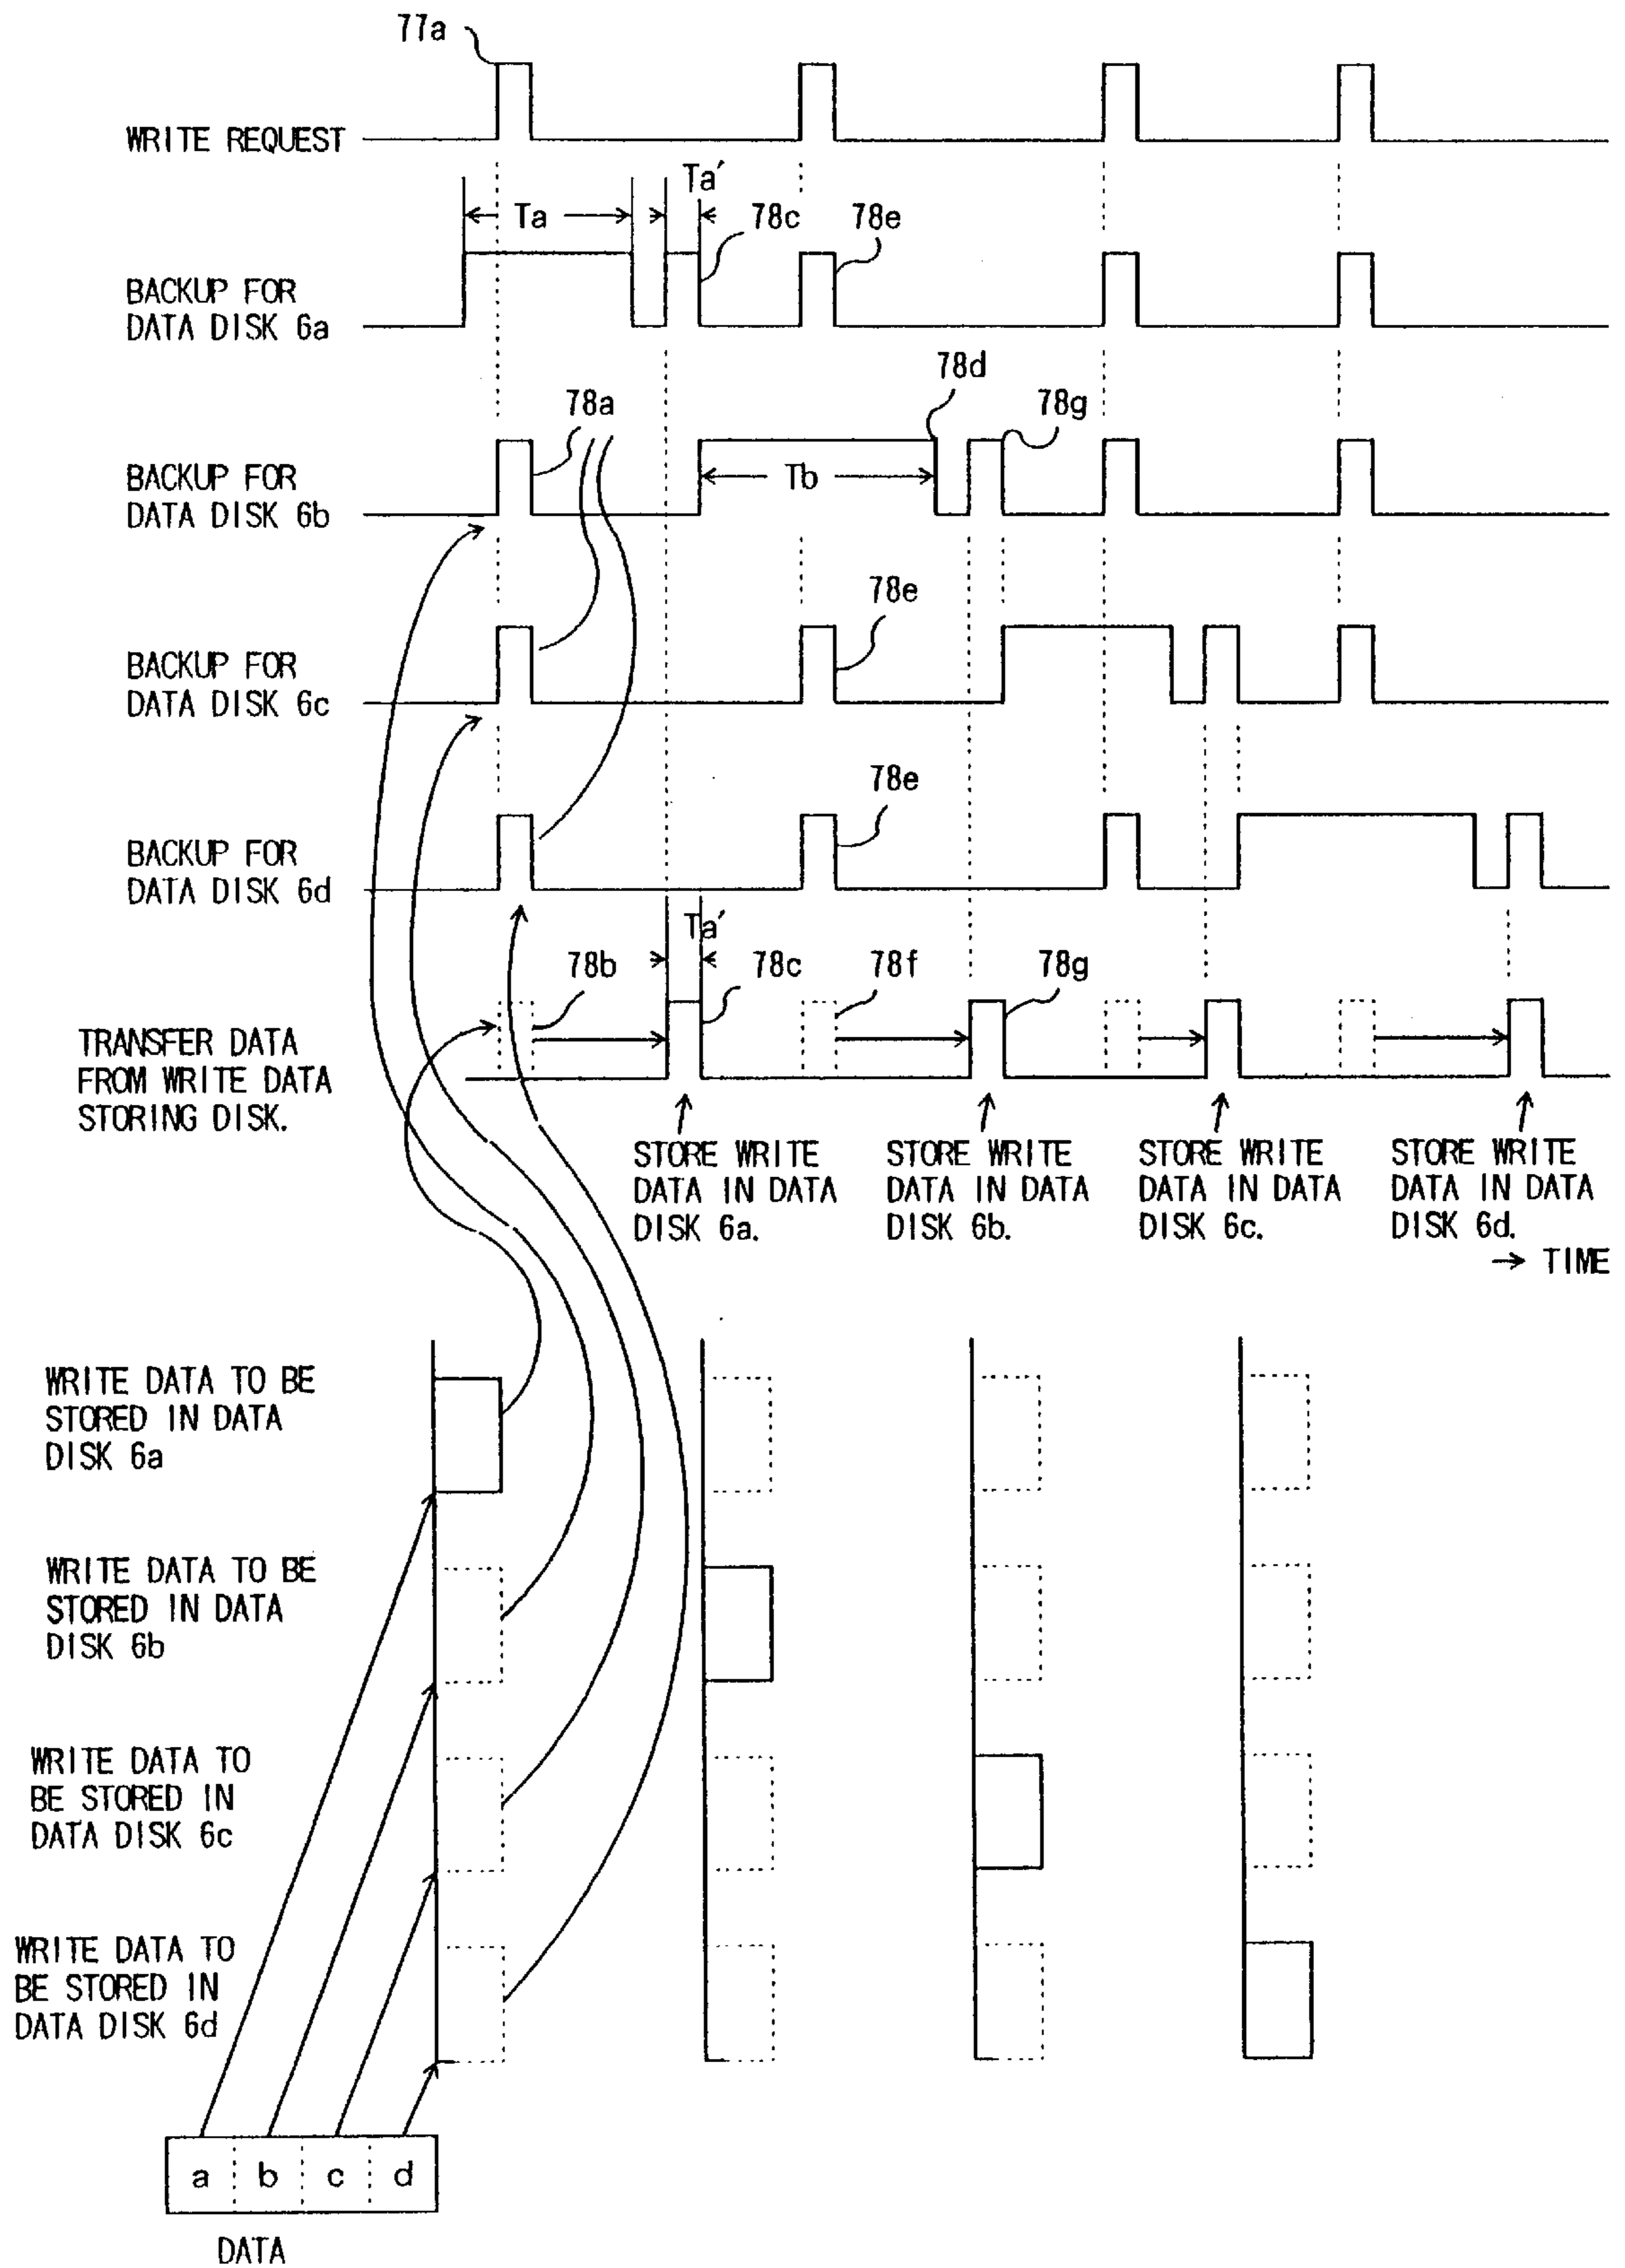 77a
WRITE REQUEST
Ta′
Ta
78c
78e
BACKUP FOR
DATA DISK 6a
78d
78a
78g
Tb
BACKUP FOR
DATA DISK 6b
78e
BACKUP FOR
DATA DISK 6c
78e
BACKUP FOR
DATA DISK 6d
Ta′
78b
78c
78f
78g
TRANSFER DATA
FROM WRITE DATA
STORING DISK.
STORE WRITE
DATA IN DATA
DISK 6a.
STORE WRITE
DATA IN DATA
DISK 6b.
STORE WRITE
DATA IN DATA
DISK 6c.
STORE WRITE
DATA IN DATA
DISK 6d.
→ TIME
WRITE DATA TO BE
STORED IN DATA
DISK 6a
WRITE DATA TO BE
STORED IN DATA
DISK 6b
WRITE DATA TO
BE STORED IN
DATA DISK 6c
WRITE DATA TO
BE STORED IN
DATA DISK 6d
a b c d
DATA